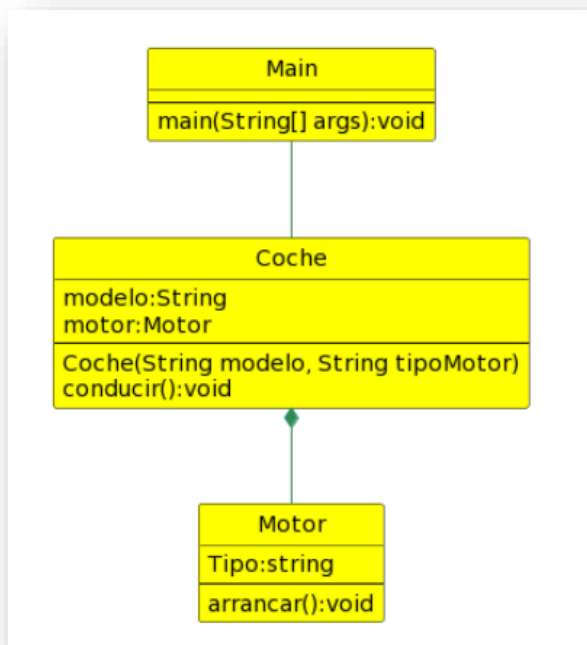 Main
main(String[] args):void
Coche
modelo:String
motor:Motor
Coche(String modelo, String tipoMotor)
conducir():void
Motor
Tipo:string
arrancar():void